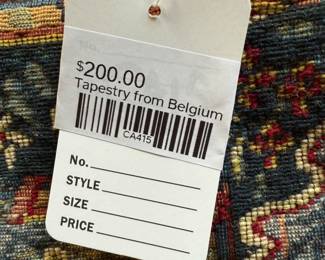 $200.00
Tapestry from Belgium
CA415
No.
STYLE
SIZE
PRICE